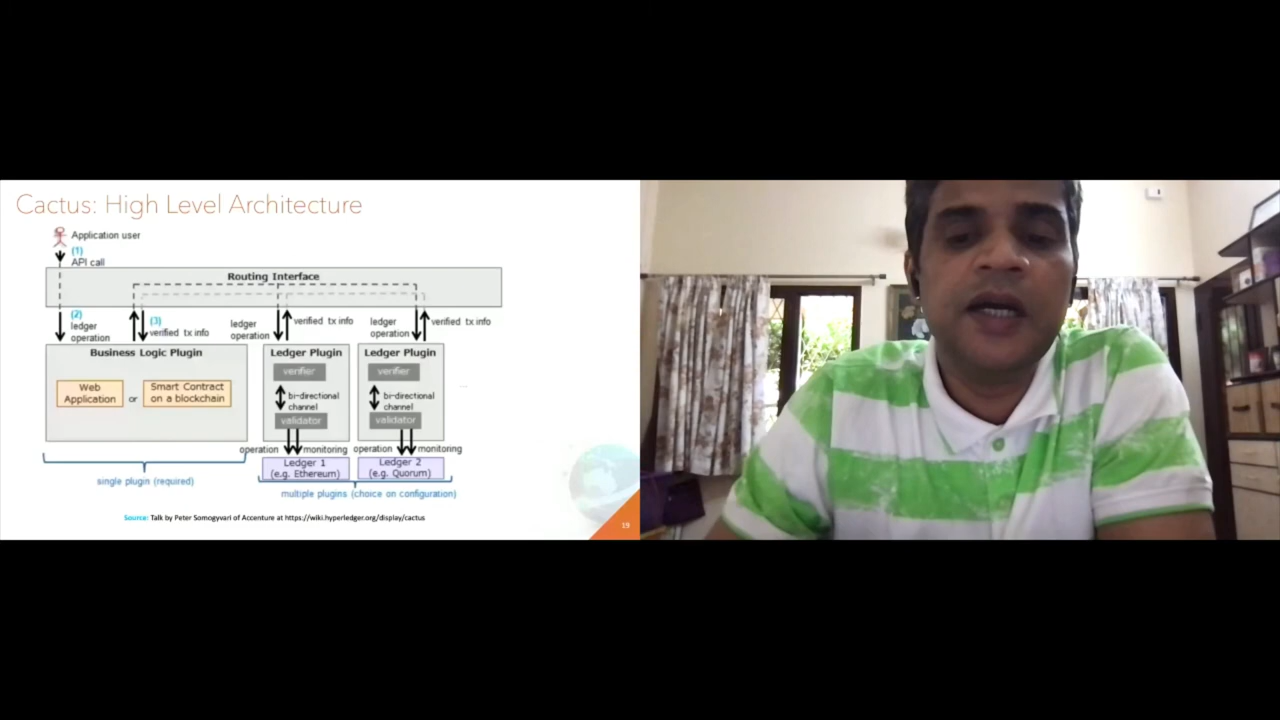 Cactus: High Level Architecture
Application user
(1)
API call
Routing Interface
(2)
ledger
operation
(3)
verified tx info
ledger
operation
verified tx info
ledger
operation
verified tx info
Business Logic Plugin
Web
Application
or
Smart Contract
on a blockchain
Ledger Plugin
verifier
bi-directional
channel
validator
Ledger Plugin
verifier
bi-directional
channel
validator
operation
monitoring
operation
monitoring
Ledger 1
(e.g. Ethereum)
Ledger 2
(e.g. Quorum)
single plugin (required)
multiple plugins (choice on configuration)
Source: Talk by Peter Somogyvari of Accenture at https://wiki.hyperledger.org/display/cactus
19